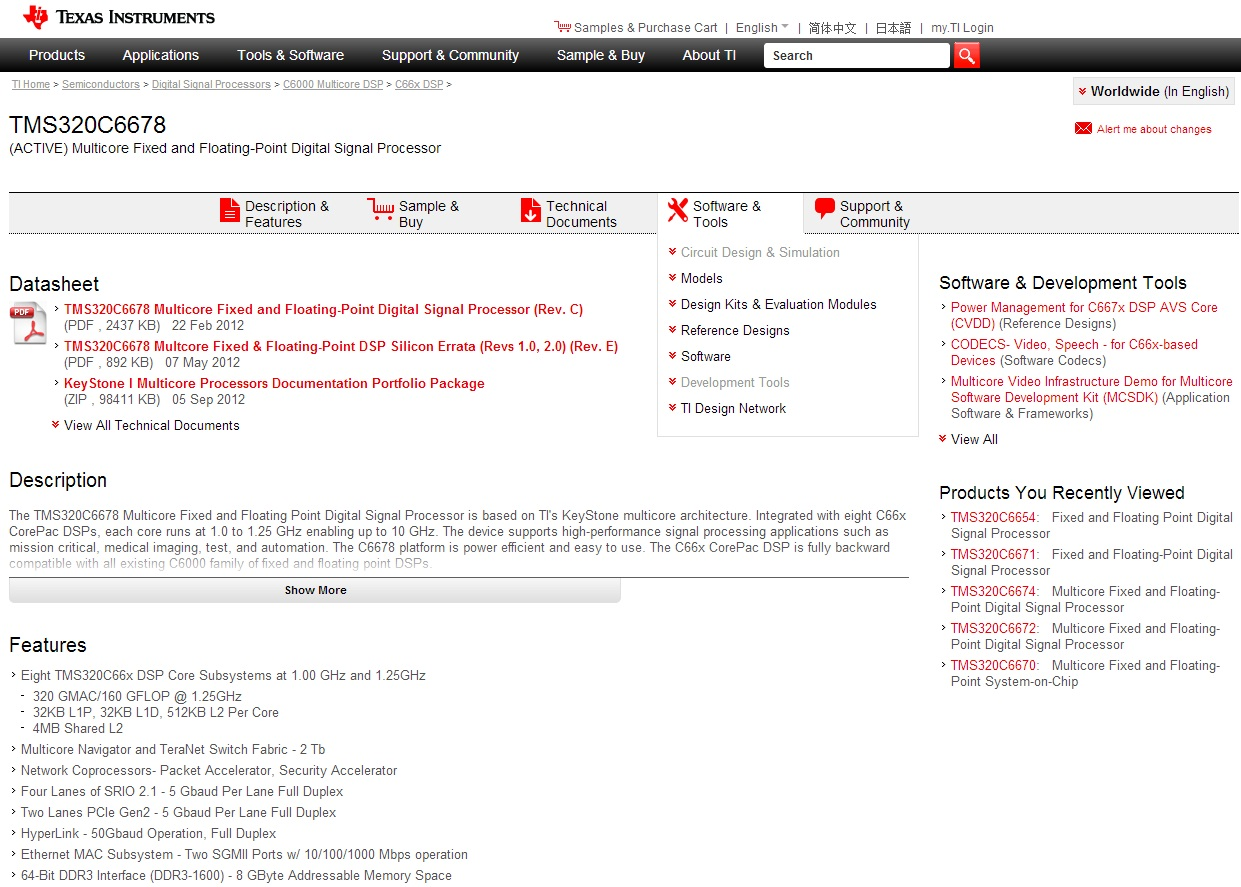 TEXAS INSTRUMENTS
Samples & Purchase Cart | English | 简体中文 | 日本語 | my.TI Login
Products Applications Tools & Software Support & Community Sample & Buy About TI Search
TI Home > Semiconductors > Digital Signal Processors > C6000 Multicore DSP > C66x DSP >
Worldwide (In English)
TMS320C6678
Alert me about changes
(ACTIVE) Multicore Fixed and Floating-Point Digital Signal Processor
Description &
Features
Sample &
Buy
Technical
Documents
Software &
Tools
Support &
Community
Datasheet
PDF
TMS320C6678 Multicore Fixed and Floating-Point Digital Signal Processor (Rev. C)
(PDF , 2437 KB) 22 Feb 2012
TMS320C6678 Multcore Fixed & Floating-Point DSP Silicon Errata (Revs 1.0, 2.0) (Rev. E)
(PDF , 892 KB) 07 May 2012
KeyStone I Multicore Processors Documentation Portfolio Package
(ZIP , 98411 KB) 05 Sep 2012
View All Technical Documents
Circuit Design & Simulation
Models
Design Kits & Evaluation Modules
Reference Designs
Software
Development Tools
TI Design Network
Software & Development Tools
Power Management for C667x DSP AVS Core
(CVDD) (Reference Designs)
CODECS- Video, Speech - for C66x-based
Devices (Software Codecs)
Multicore Video Infrastructure Demo for Multicore
Software Development Kit (MCSDK) (Application
Software & Frameworks)
View All
Description
The TMS320C6678 Multicore Fixed and Floating Point Digital Signal Processor is based on TI's KeyStone multicore architecture. Integrated with eight C66x
CorePac DSPs, each core runs at 1.0 to 1.25 GHz enabling up to 10 GHz. The device supports high-performance signal processing applications such as
mission critical, medical imaging, test, and automation. The C6678 platform is power efficient and easy to use. The C66x CorePac DSP is fully backward
compatible with all existing C6000 family of fixed and floating point DSPs.
Show More
Products You Recently Viewed
TMS320C6654: Fixed and Floating Point Digital
Signal Processor
TMS320C6671: Fixed and Floating-Point Digital
Signal Processor
TMS320C6674: Multicore Fixed and Floating-
Point Digital Signal Processor
TMS320C6672: Multicore Fixed and Floating-
Point Digital Signal Processor
TMS320C6670: Multicore Fixed and Floating-
Point System-on-Chip
Features
Eight TMS320C66x DSP Core Subsystems at 1.00 GHz and 1.25GHz
- 320 GMAC/160 GFLOP @ 1.25GHz
- 32KB L1P, 32KB L1D, 512KB L2 Per Core
- 4MB Shared L2
Multicore Navigator and TeraNet Switch Fabric - 2 Tb
Network Coprocessors- Packet Accelerator, Security Accelerator
Four Lanes of SRIO 2.1 - 5 Gbaud Per Lane Full Duplex
Two Lanes PCIe Gen2 - 5 Gbaud Per Lane Full Duplex
HyperLink - 50Gbaud Operation, Full Duplex
Ethernet MAC Subsystem - Two SGMII Ports w/ 10/100/1000 Mbps operation
64-Bit DDR3 Interface (DDR3-1600) - 8 GByte Addressable Memory Space